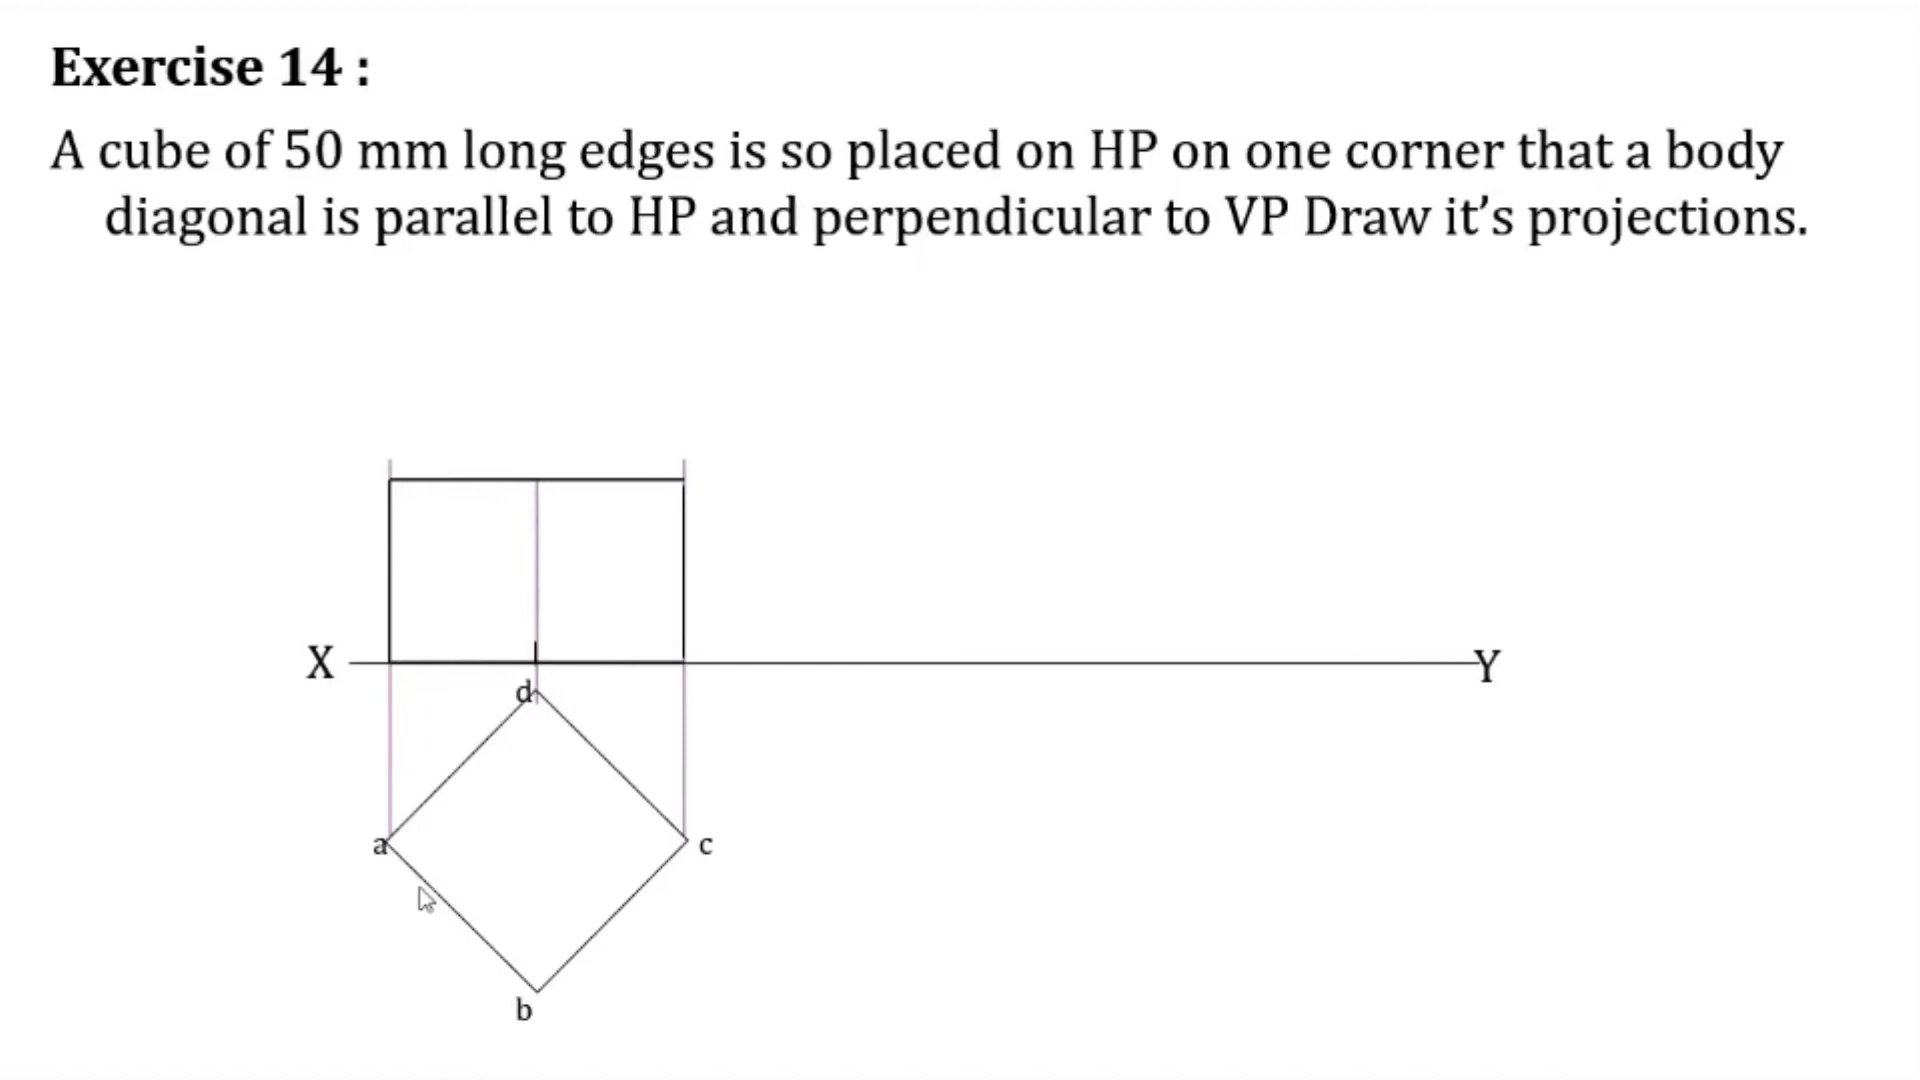 Exercise 14 :
A cube of 50 mm long edges is so placed on HP on one corner that a body
diagonal is parallel to HP and perpendicular to VP Draw it’s projections.
X
Y
d
a
c
b